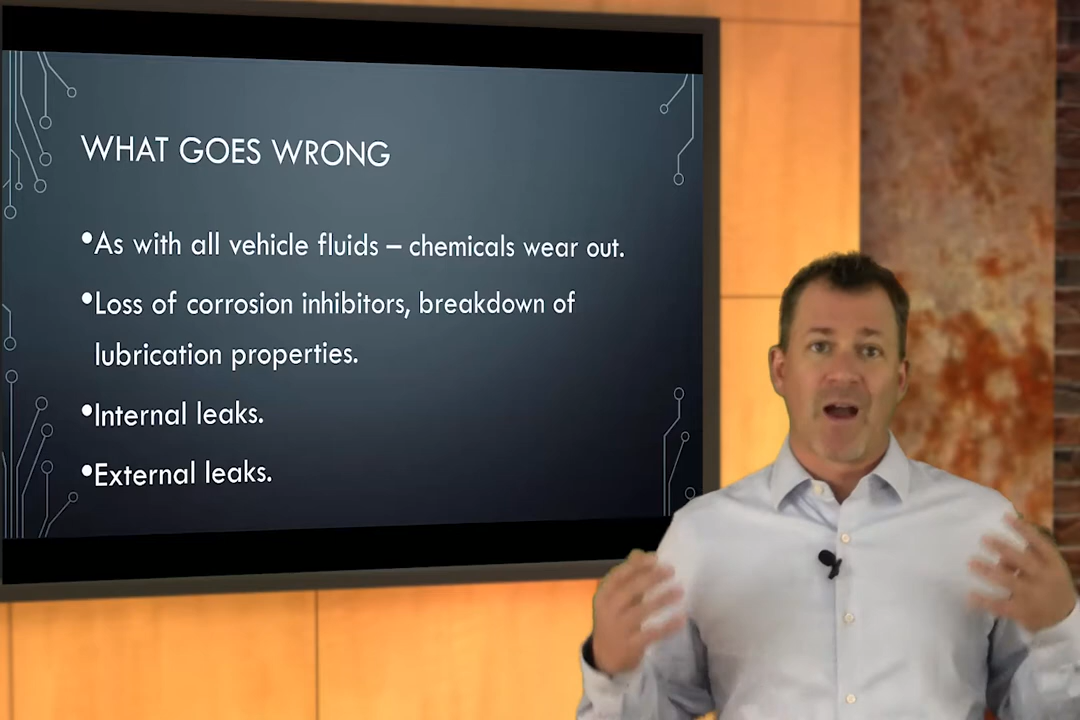 WHAT GOES WRONG
•As with all vehicle fluids – chemicals wear out.
•Loss of corrosion inhibitors, breakdown of
lubrication properties.
•Internal leaks.
•External leaks.